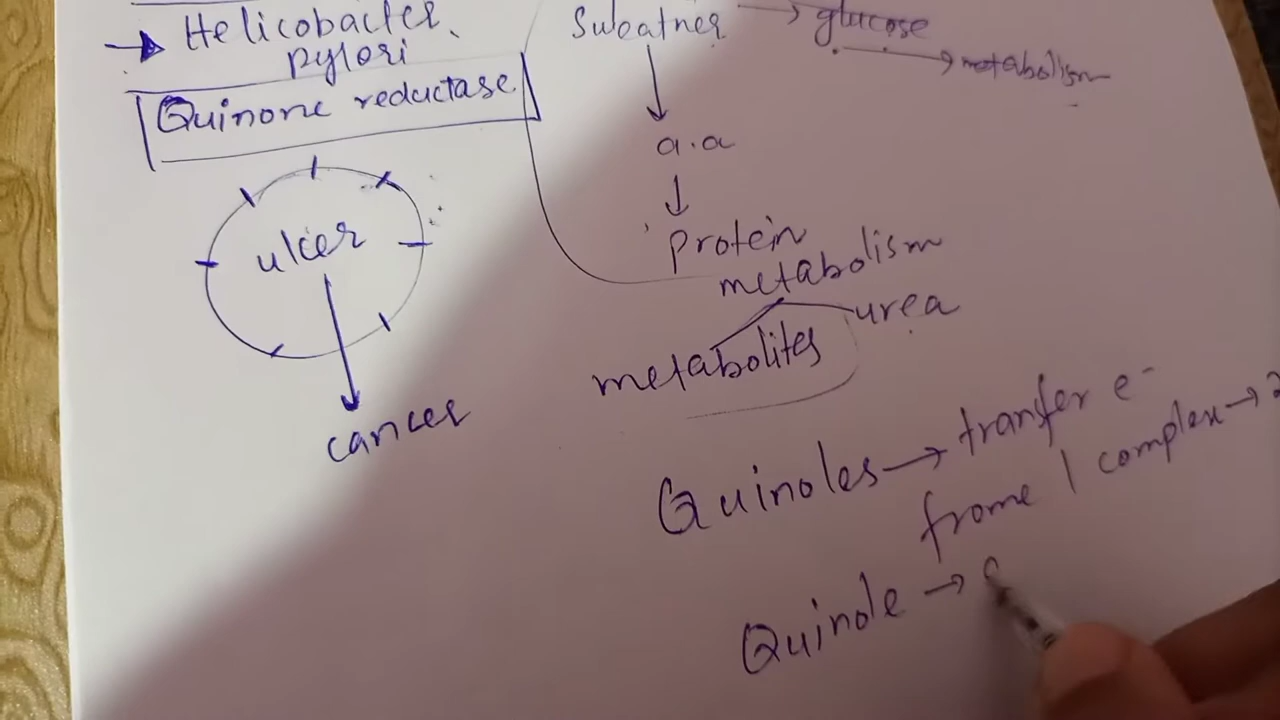 Helicobacter
pylori
Quinone reductase
ulcer
cancer
Sweatner → glucose
→ metabolism
a.a
Protein
metabolism
metabolites
urea
Quinoles → transfer e-
frome 1 complex → 2
Quinole →